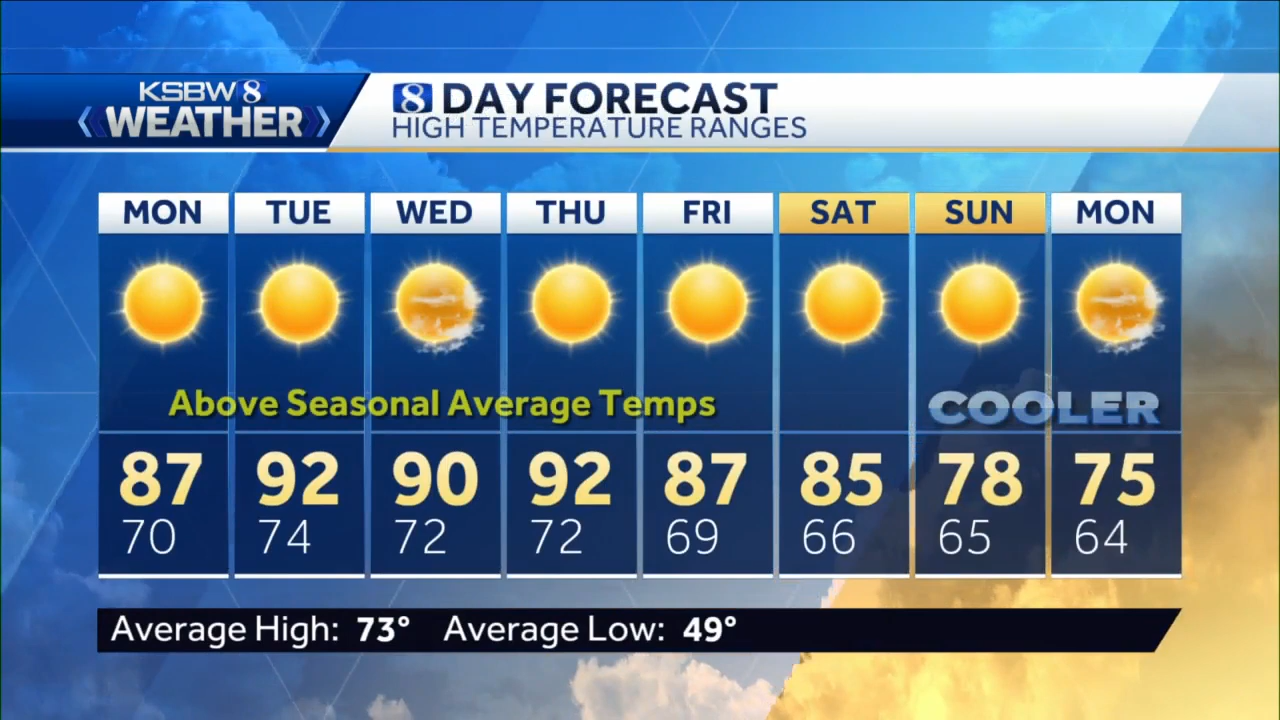 KSBW 8
WEATHER
8 DAY FORECAST
HIGH TEMPERATURE RANGES
MON TUE WED THU FRI SAT SUN MON
Above Seasonal Average Temps
COOLER
87 92 90 92 87 85 78 75
70 74 72 72 69 66 65 64
Average High: 73° Average Low: 49°